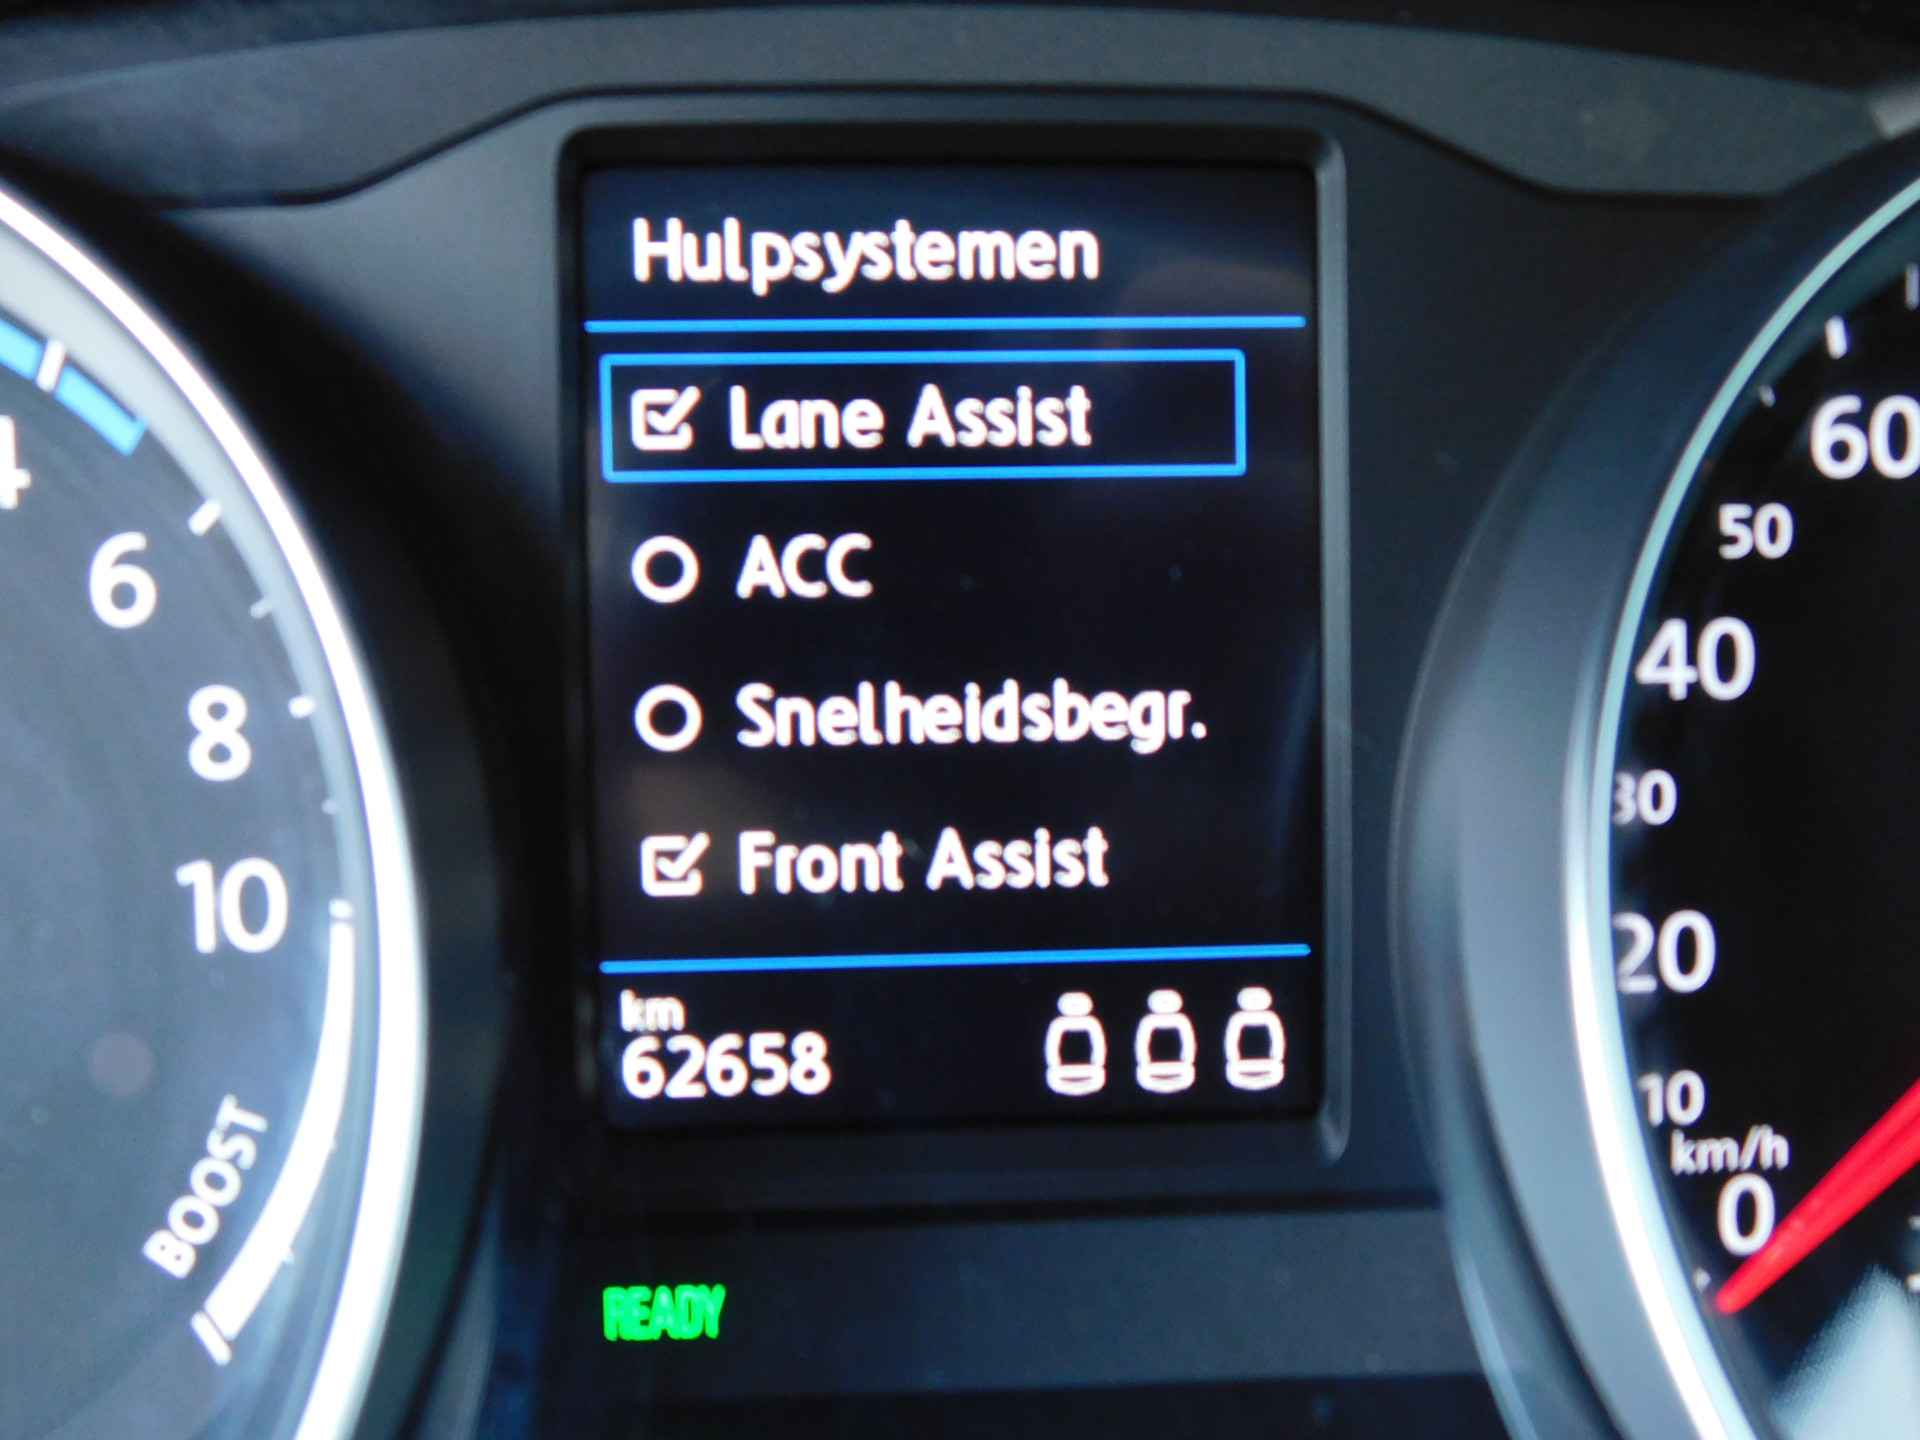 Hulpsystemen
Lane Assist
ACC
Snelheidsbegr.
Front Assist
km
62658
READY
4
6
8
10
BOOST
60
50
40
30
20
10
km/h
0